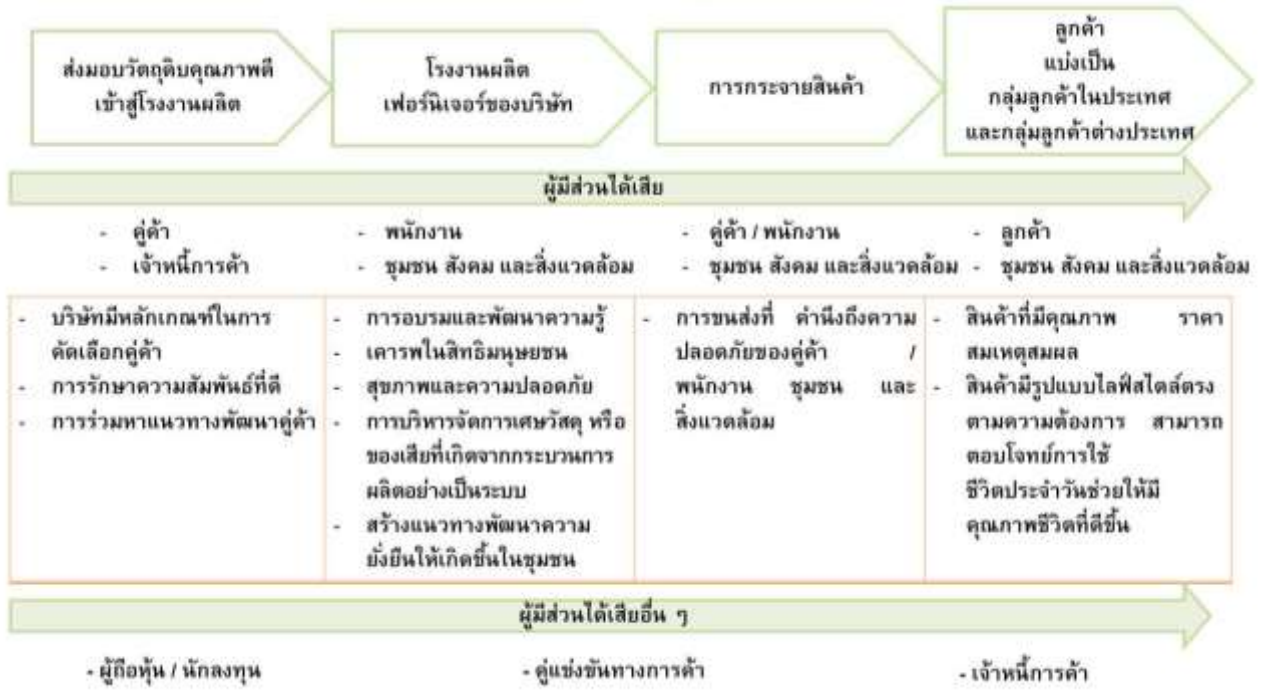 ส่งมอบวัตถุดิบคุณภาพดี
เข้าสู่โรงงานผลิต
โรงงานผลิต
เฟอร์นิเจอร์ของบริษัท
การกระจายสินค้า
ลูกค้า
แบ่งเป็น
กลุ่มลูกค้าในประเทศ
และกลุ่มลูกค้าต่างประเทศ
ผู้มีส่วนได้เสีย
- คู่ค้า
- เจ้าหนี้การค้า
- พนักงาน
- ชุมชน สังคม และสิ่งแวดล้อม
- คู่ค้า / พนักงาน
- ชุมชน สังคม และสิ่งแวดล้อม
- ลูกค้า
- ชุมชน สังคม และสิ่งแวดล้อม
- บริษัทมีหลักเกณฑ์ในการ
คัดเลือกคู่ค้า
- การรักษาความสัมพันธ์ที่ดี
- การร่วมหาแนวทางพัฒนาคู่ค้า
- การอบรมและพัฒนาความรู้
- เคารพในสิทธิมนุษยชน
- สุขภาพและความปลอดภัย
- การบริหารจัดการเศษวัสดุ หรือ
ของเสียที่เกิดจากกระบวนการ
ผลิตอย่างเป็นระบบ
- สร้างแนวทางพัฒนาความ
ยั่งยืนให้เกิดขึ้นในชุมชน
- การขนส่งที่ คำนึงถึงความ
ปลอดภัยของคู่ค้า /
พนักงาน ชุมชน และ
สิ่งแวดล้อม
- สินค้าที่มีคุณภาพ ราคา
สมเหตุสมผล
- สินค้ามีรูปแบบไลฟ์สไตล์ตรง
ตามความต้องการ สามารถ
ตอบโจทย์การใช้
ชีวิตประจำวันช่วยให้มี
คุณภาพชีวิตที่ดีขึ้น
ผู้มีส่วนได้เสียอื่น ๆ
- ผู้ถือหุ้น / นักลงทุน
- คู่แข่งขันทางการค้า
- เจ้าหนี้การค้า